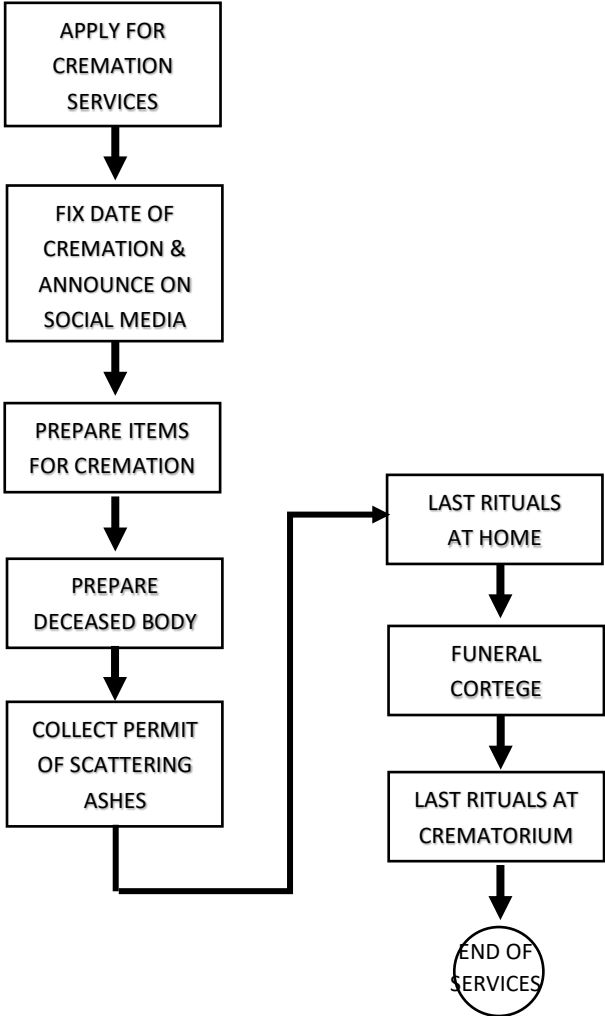 APPLY FOR
CREMATION
SERVICES
FIX DATE OF
CREMATION &
ANNOUNCE ON
SOCIAL MEDIA
PREPARE ITEMS
FOR CREMATION
PREPARE
DECEASED BODY
COLLECT PERMIT
OF SCATTERING
ASHES
LAST RITUALS
AT HOME
FUNERAL
CORTEGE
LAST RITUALS AT
CREMATORIUM
END OF
SERVICES